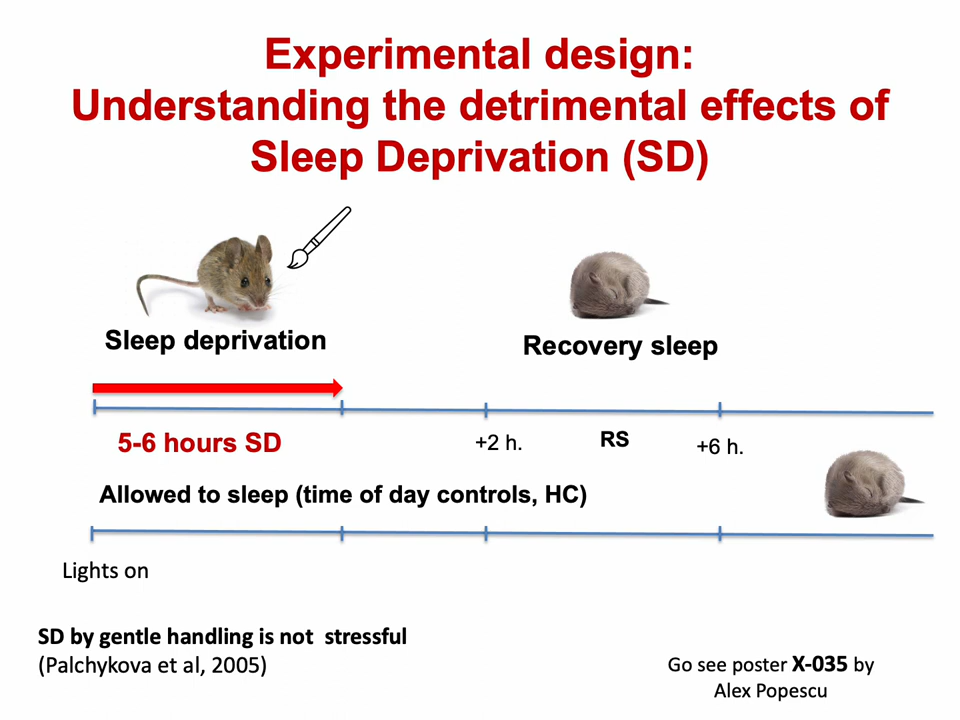 Experimental design:
Understanding the detrimental effects of
Sleep Deprivation (SD)
Sleep deprivation
Recovery sleep
5-6 hours SD
+2 h.
RS
+6 h.
Allowed to sleep (time of day controls, HC)
Lights on
SD by gentle handling is not  stressful
(Palchykova et al, 2005)
Go see poster X-035 by
Alex Popescu